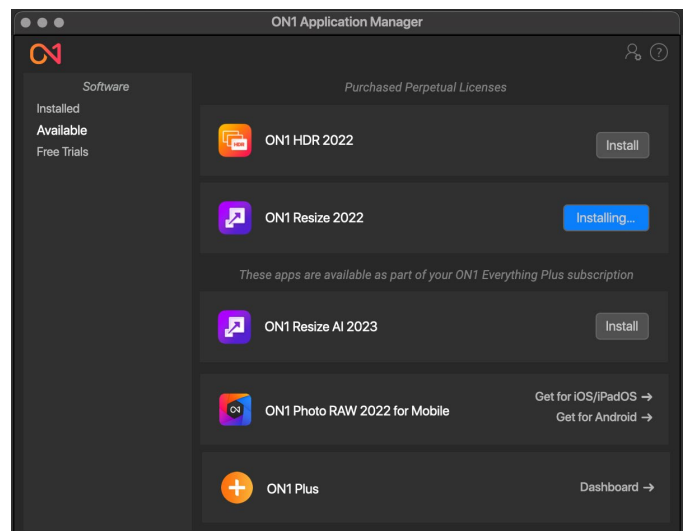 ON1 Application Manager
Software
Installed
Available
Free Trials
Purchased Perpetual Licenses
HDR
ON1 HDR 2022
Install
ON1 Resize 2022
Installing...
These apps are available as part of your ON1 Everything Plus subscription
ON1 Resize AI 2023
Install
ON1 Photo RAW 2022 for Mobile
Get for iOS/iPadOS →
Get for Android →
ON1 Plus
Dashboard →